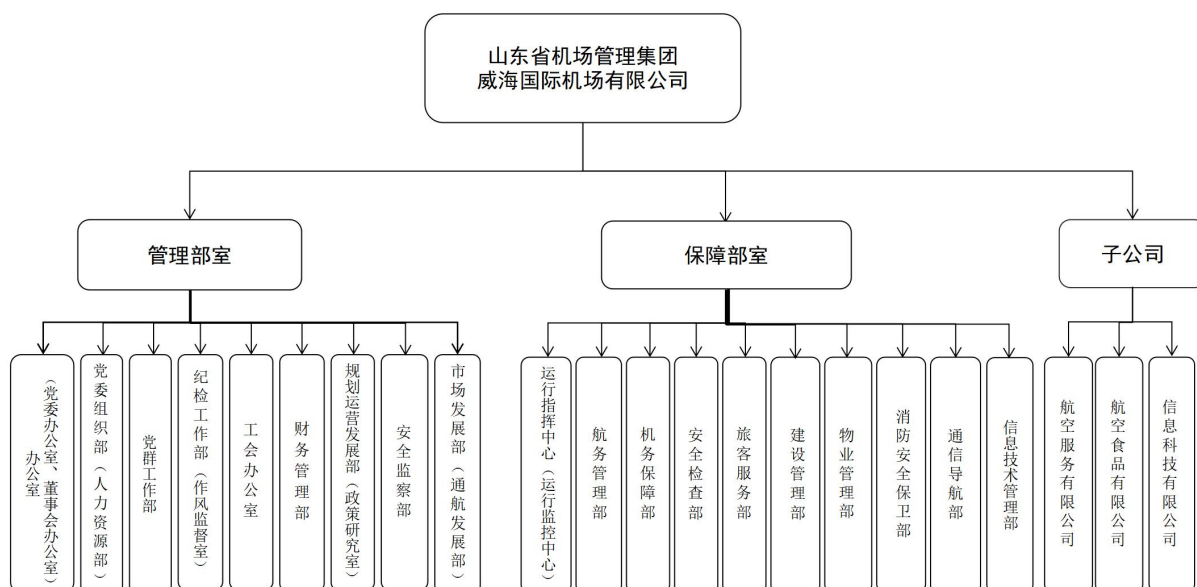 山东省机场管理集团
威海国际机场有限公司
管理部室
保障部室
子公司
办公室
（党委办公室、董事会办公室）
党委组织部（人力资源部）
党群工作部
纪检工作部（作风监督室）
工会办公室
财务管理部
规划运营发展部（政策研究室）
安全监察部
市场发展部（通航发展部）
运行指挥中心（运行监控中心）
航务管理部
机务保障部
安全检查部
旅客服务部
建设管理部
物业管理部
消防安全保卫部
通信导航部
信息技术管理部
航空服务有限公司
航空食品有限公司
信息科技有限公司